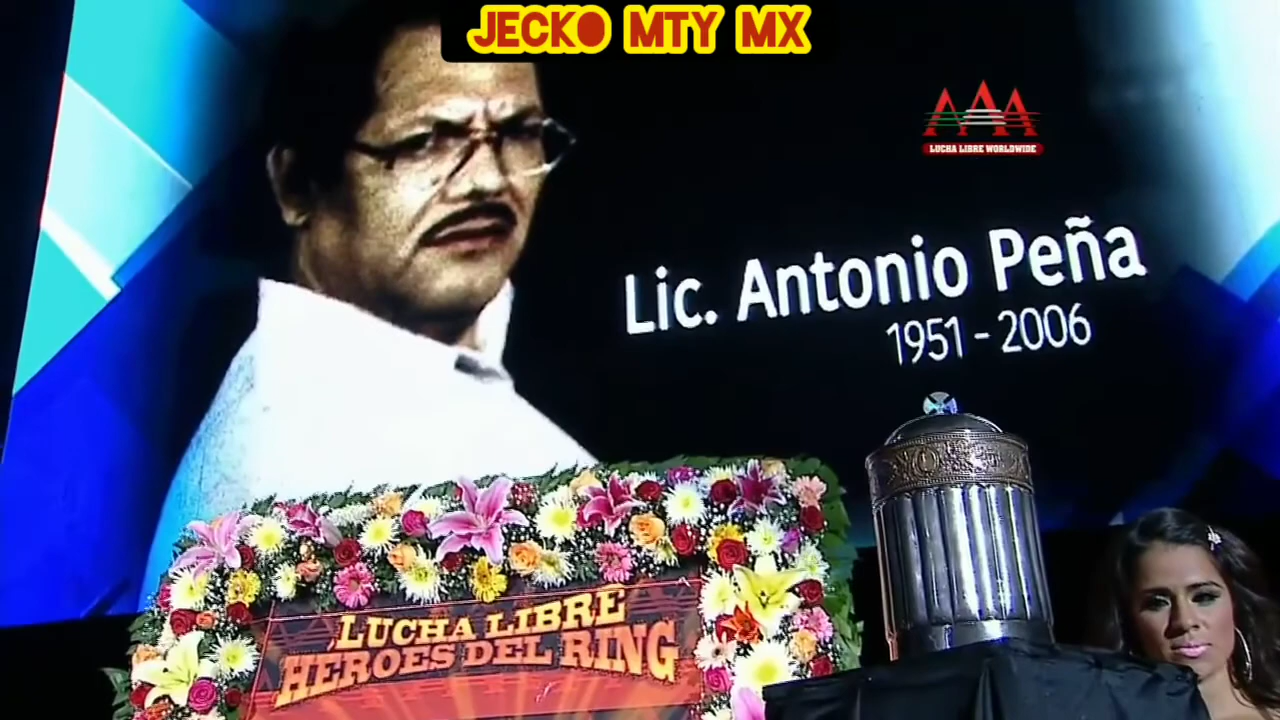 JECKO MTY MX
AAA
LUCHA LIBRE WORLDWIDE
Lic. Antonio Peña
1951 - 2006
LUCHA LIBRE
HEROES DEL RING